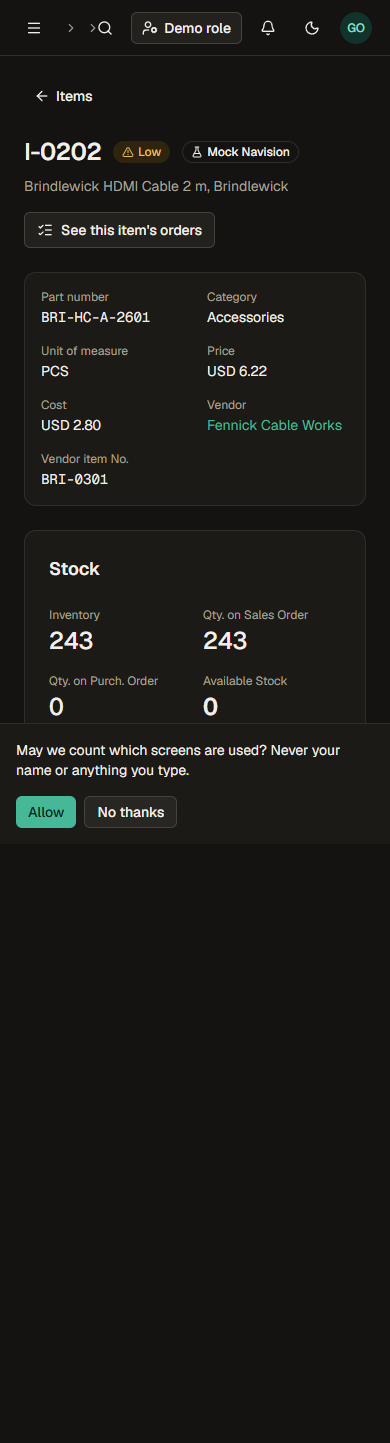 Demo role
GO
Items
I-0202
Low
Mock Navision
Brindlewick HDMI Cable 2 m, Brindlewick
See this item's orders
Part number
BRI-HC-A-2601
Category
Accessories
Unit of measure
PCS
Price
USD 6.22
Cost
USD 2.80
Vendor
Fennick Cable Works
Vendor item No.
BRI-0301
Stock
Inventory
243
Qty. on Sales Order
243
Qty. on Purch. Order
0
Available Stock
0
May we count which screens are used? Never your
name or anything you type.
Allow
No thanks